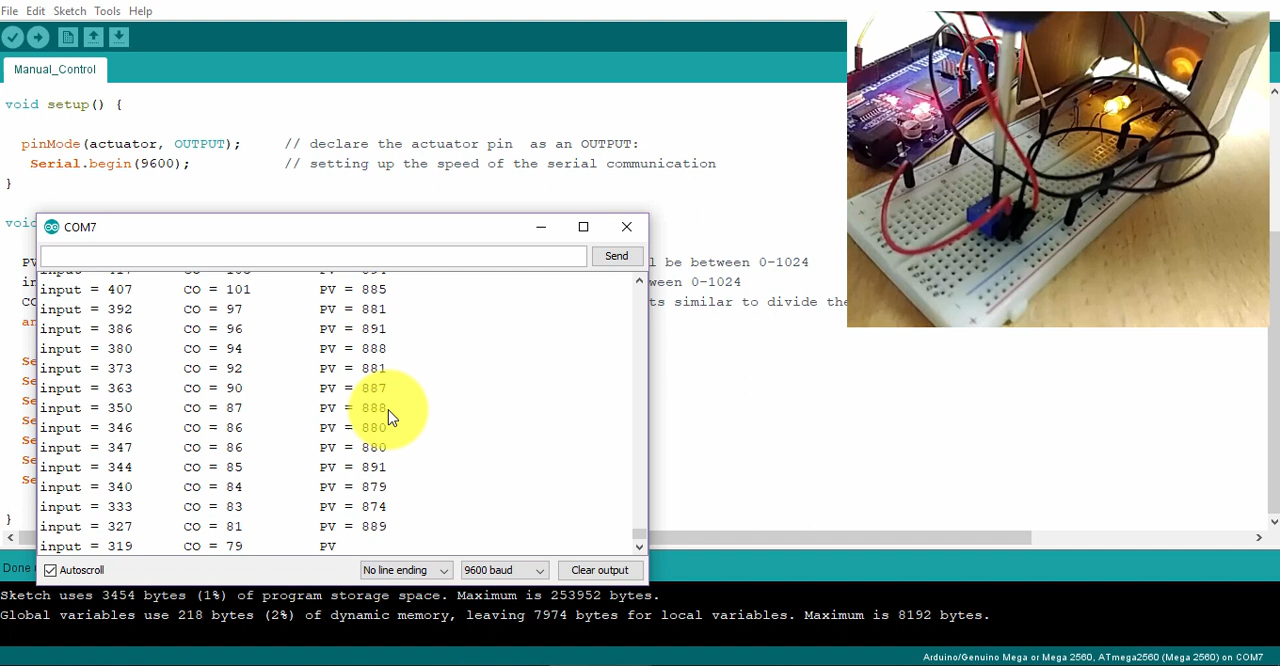 File Edit Sketch Tools Help
Manual_Control
void setup() {
pinMode(actuator, OUTPUT); // declare the actuator pin as an OUTPUT:
Serial.begin(9600); // setting up the speed of the serial communication
}
COM7
Send
PV l be between 0-1024
ween 0-1024
CO ts similar to divide the
input = 407 CO = 101 PV = 885
input = 392 CO = 97 PV = 881
input = 386 CO = 96 PV = 891
input = 380 CO = 94 PV = 888
input = 373 CO = 92 PV = 881
input = 363 CO = 90 PV = 887
input = 350 CO = 87 PV = 888
input = 346 CO = 86 PV = 880
input = 347 CO = 86 PV = 880
input = 344 CO = 85 PV = 891
input = 340 CO = 84 PV = 879
input = 333 CO = 83 PV = 874
input = 327 CO = 81 PV = 889
input = 319 CO = 79 PV
}
Autoscroll No line ending 9600 baud Clear output
Done
Sketch uses 3454 bytes (1%) of program storage space. Maximum is 253952 bytes.
Global variables use 218 bytes (2%) of dynamic memory, leaving 7974 bytes for local variables. Maximum is 8192 bytes.
Arduino/Genuino Mega or Mega 2560, ATmega2560 (Mega 2560) on COM7